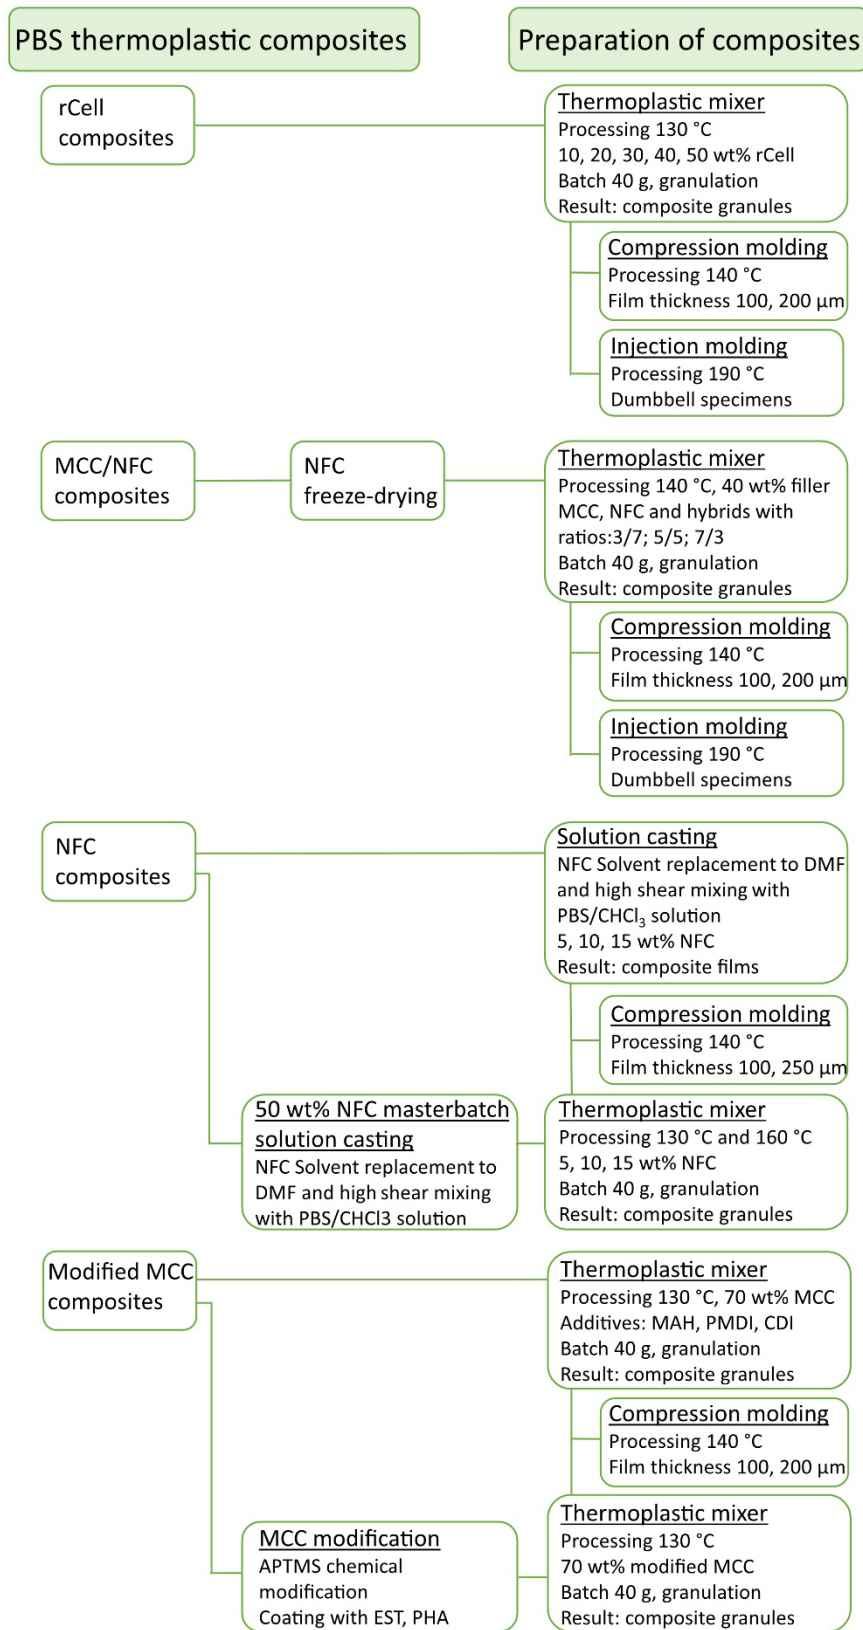 PBS thermoplastic composites
Preparation of composites
rCell
composites
Thermoplastic mixer
Processing 130 °C
10, 20, 30, 40, 50 wt% rCell
Batch 40 g, granulation
Result: composite granules
Compression molding
Processing 140 °C
Film thickness 100, 200 µm
Injection molding
Processing 190 °C
Dumbbell specimens
MCC/NFC
composites
NFC
freeze-drying
Thermoplastic mixer
Processing 140 °C, 40 wt% filler
MCC, NFC and hybrids with
ratios:3/7; 5/5; 7/3
Batch 40 g, granulation
Result: composite granules
Compression molding
Processing 140 °C
Film thickness 100, 200 µm
Injection molding
Processing 190 °C
Dumbbell specimens
NFC
composites
Solution casting
NFC Solvent replacement to DMF
and high shear mixing with
PBS/CHCl₃ solution
5, 10, 15 wt% NFC
Result: composite films
Compression molding
Processing 140 °C
Film thickness 100, 250 µm
50 wt% NFC masterbatch
solution casting
NFC Solvent replacement to
DMF and high shear mixing
with PBS/CHCl3 solution
Thermoplastic mixer
Processing 130 °C and 160 °C
5, 10, 15 wt% NFC
Batch 40 g, granulation
Result: composite granules
Modified MCC
composites
Thermoplastic mixer
Processing 130 °C, 70 wt% MCC
Additives: MAH, PMDI, CDI
Batch 40 g, granulation
Result: composite granules
Compression molding
Processing 140 °C
Film thickness 100, 200 µm
MCC modification
APTMS chemical
modification
Coating with EST, PHA
Thermoplastic mixer
Processing 130 °C
70 wt% modified MCC
Batch 40 g, granulation
Result: composite granules